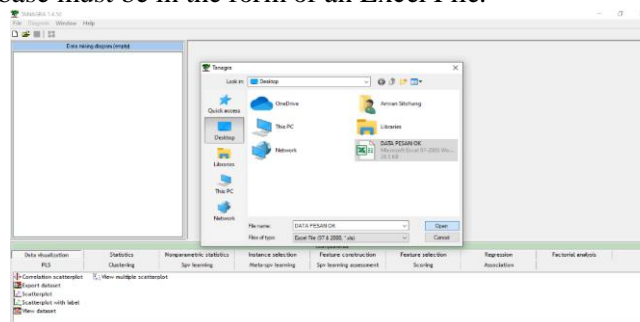 base must be in the form of an Excel File.
TANAGRA 1.4.50
File Diagram Window Help
Data mining diagram (empty)
Tanagra
Look in: Desktop
Quick access
Desktop
Libraries
This PC
Network
OneDrive
Amran Sitohang
This PC
Libraries
Network
DATA PESAN OK
Microsoft Excel 97-2003 Wo...
File name: DATA PESAN OK Open
Files of type: Excel File (97 & 2000, *.xls) Cancel
Components
Data visualization Statistics Nonparametric statistics Instance selection Feature construction Feature selection Regression Factorial analysis
PLS Clustering Spv learning Meta-spv learning Spv learning assessment Scoring Association
Correlation scatterplot View multiple scatterplot
Export dataset
Scatterplot
Scatterplot with label
View dataset